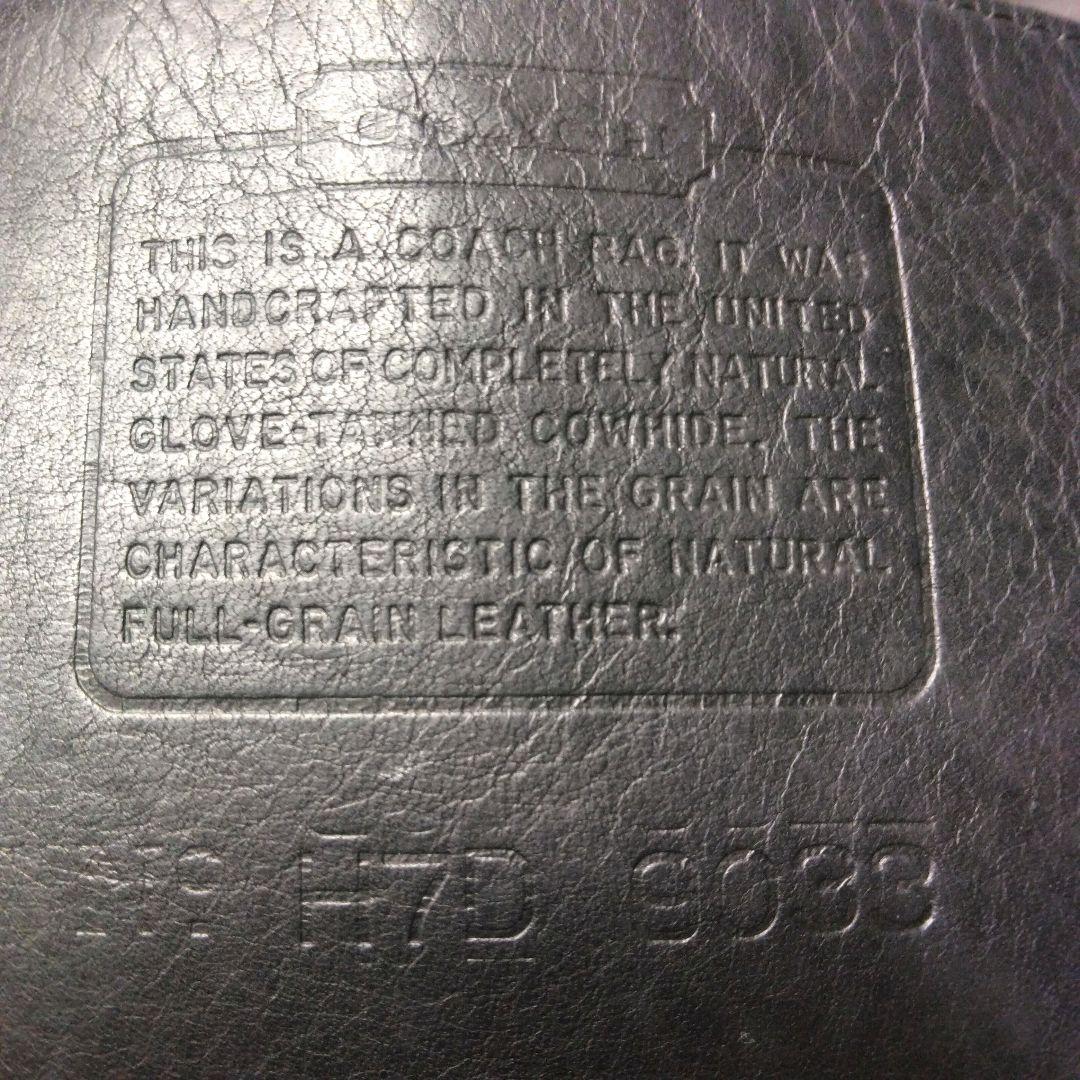 COACH
THIS IS A COACH BAG. IT WAS
HANDCRAFTED IN THE UNITED
STATES OF COMPLETELY NATURAL
GLOVE-TANNED COWHIDE. THE
VARIATIONS IN THE GRAIN ARE
CHARACTERISTIC OF NATURAL
FULL-GRAIN LEATHER.
Nº H7D 9033